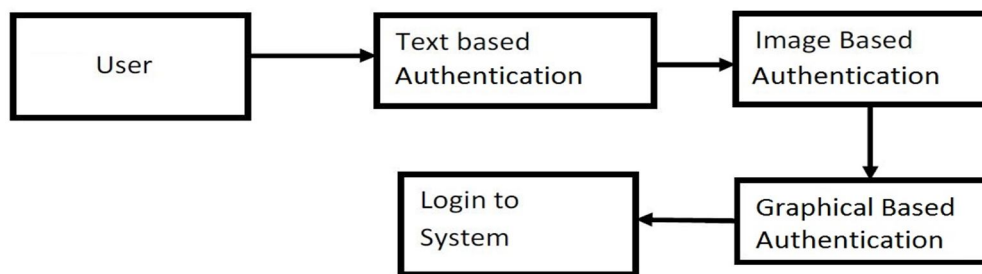 User
Text based
Authentication
Image Based
Authentication
Graphical Based
Authentication
Login to
System